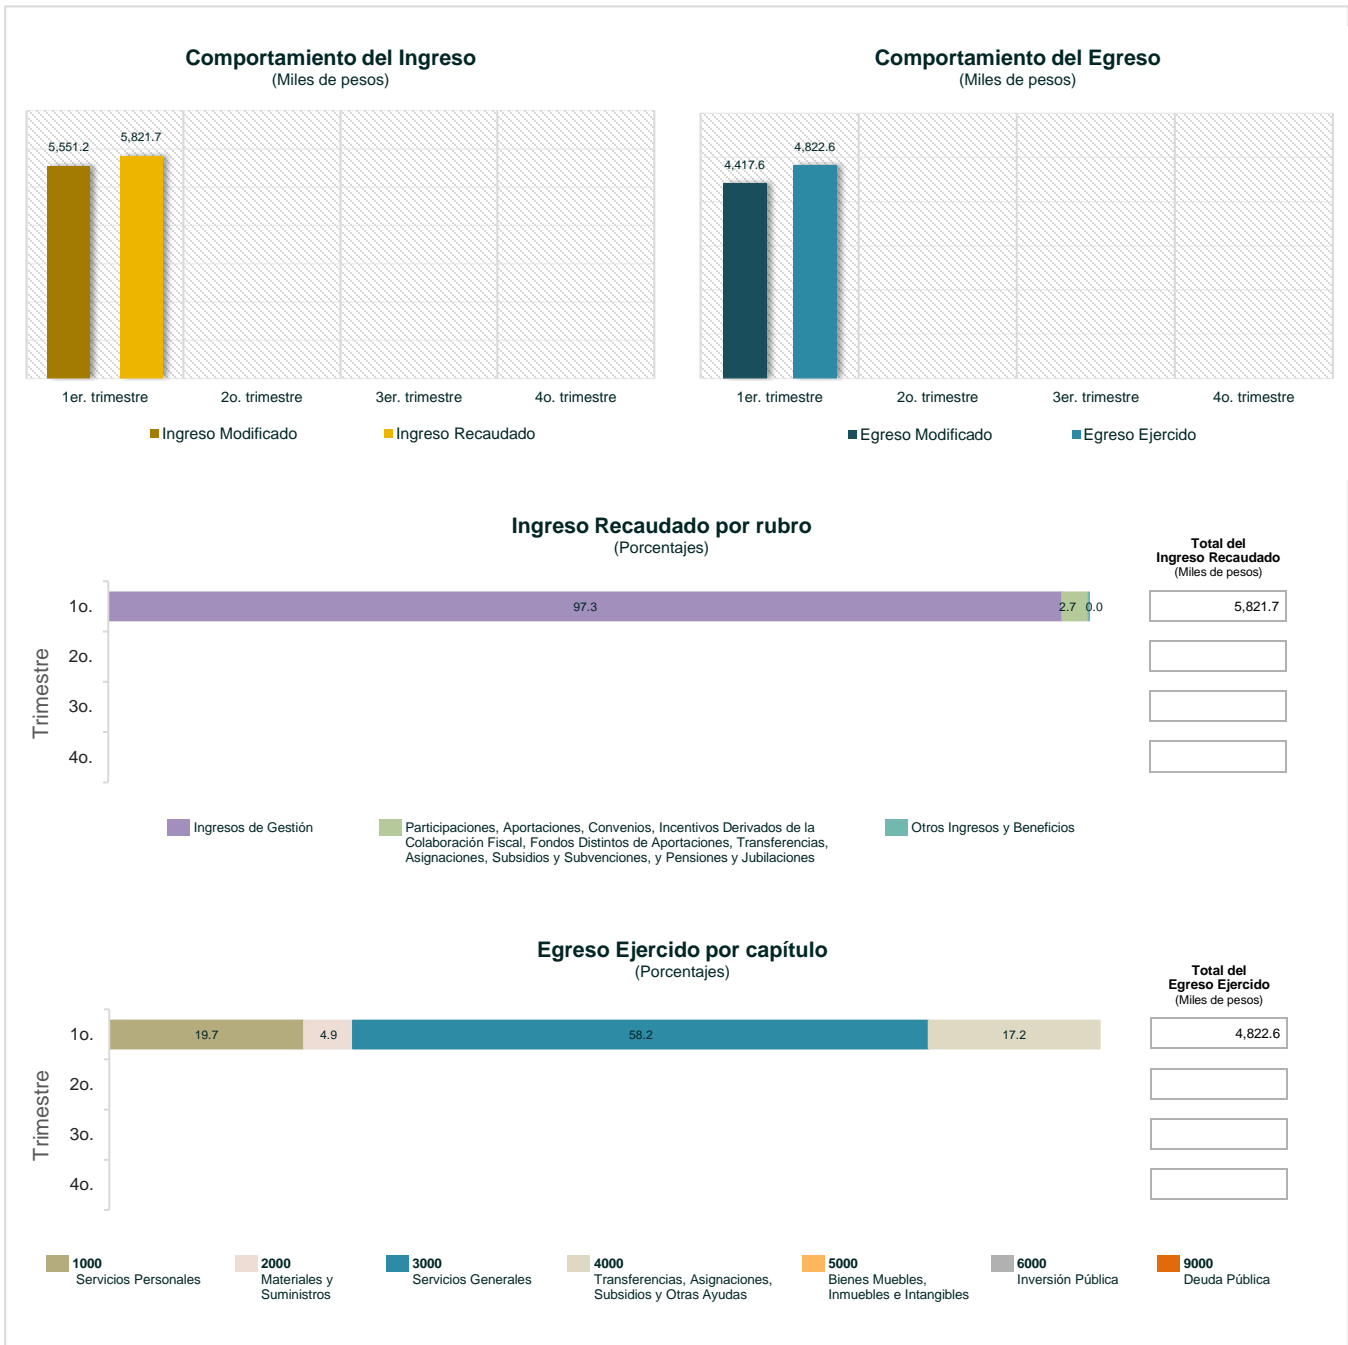 Comportamiento del Ingreso
(Miles de pesos)
5,551.2
5,821.7
1er. trimestre
2o. trimestre
3er. trimestre
4o. trimestre
Ingreso Modificado
Ingreso Recaudado
Comportamiento del Egreso
(Miles de pesos)
4,417.6
4,822.6
1er. trimestre
2o. trimestre
3er. trimestre
4o. trimestre
Egreso Modificado
Egreso Ejercido
Ingreso Recaudado por rubro
(Porcentajes)
Total del
Ingreso Recaudado
(Miles de pesos)
Trimestre
1o.
97.3
2.7
0.0
5,821.7
2o.
3o.
4o.
Ingresos de Gestión
Participaciones, Aportaciones, Convenios, Incentivos Derivados de la
Colaboración Fiscal, Fondos Distintos de Aportaciones, Transferencias,
Asignaciones, Subsidios y Subvenciones, y Pensiones y Jubilaciones
Otros Ingresos y Beneficios
Egreso Ejercido por capítulo
(Porcentajes)
Total del
Egreso Ejercido
(Miles de pesos)
Trimestre
1o.
19.7
4.9
58.2
17.2
4,822.6
2o.
3o.
4o.
1000
Servicios Personales
2000
Materiales y
Suministros
3000
Servicios Generales
4000
Transferencias, Asignaciones,
Subsidios y Otras Ayudas
5000
Bienes Muebles,
Inmuebles e Intangibles
6000
Inversión Pública
9000
Deuda Pública